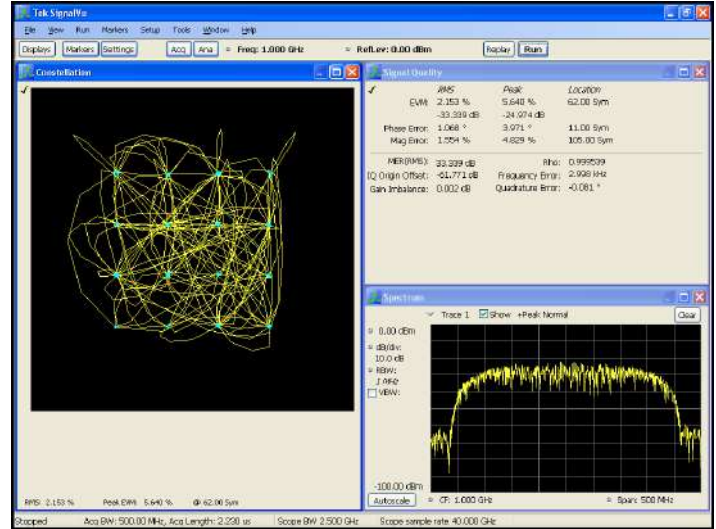 Tek SignalVu
File View Run Markers Setup Tools Window Help
Displays Markers Settings Acq Ana Freq: 1.000 GHz RefLev: 0.00 dBm Replay Run
Constellation
RMS: 2.153 % Peak EVM: 5.640 % @ 62.00 Sym
Signal Quality
RMS Peak Location
EVM: 2.153 % 5.640 % 62.00 Sym
-33.339 dB -24.974 dB
Phase Error: 1.068 ° 3.971 ° 11.00 Sym
Mag Error: 1.554 % 4.829 % 105.00 Sym
MER(RMS): 33.339 dB Rho: 0.999539
IQ Origin Offset: -61.771 dB Frequency Error: 2.998 kHz
Gain Imbalance: 0.002 dB Quadrature Error: -0.081 °
Spectrum
Trace 1 Show +Peak Normal Clear
0.00 dBm
dB/div:
10.0 dB
RBW:
1 MHz
VBW:
-100.00 dBm
Autoscale CF: 1.000 GHz Span: 500 MHz
Stopped Acq BW: 500.00 MHz, Acq Length: 2.230 us Scope BW 2.500 GHz Scope sample rate 40.000 GHz